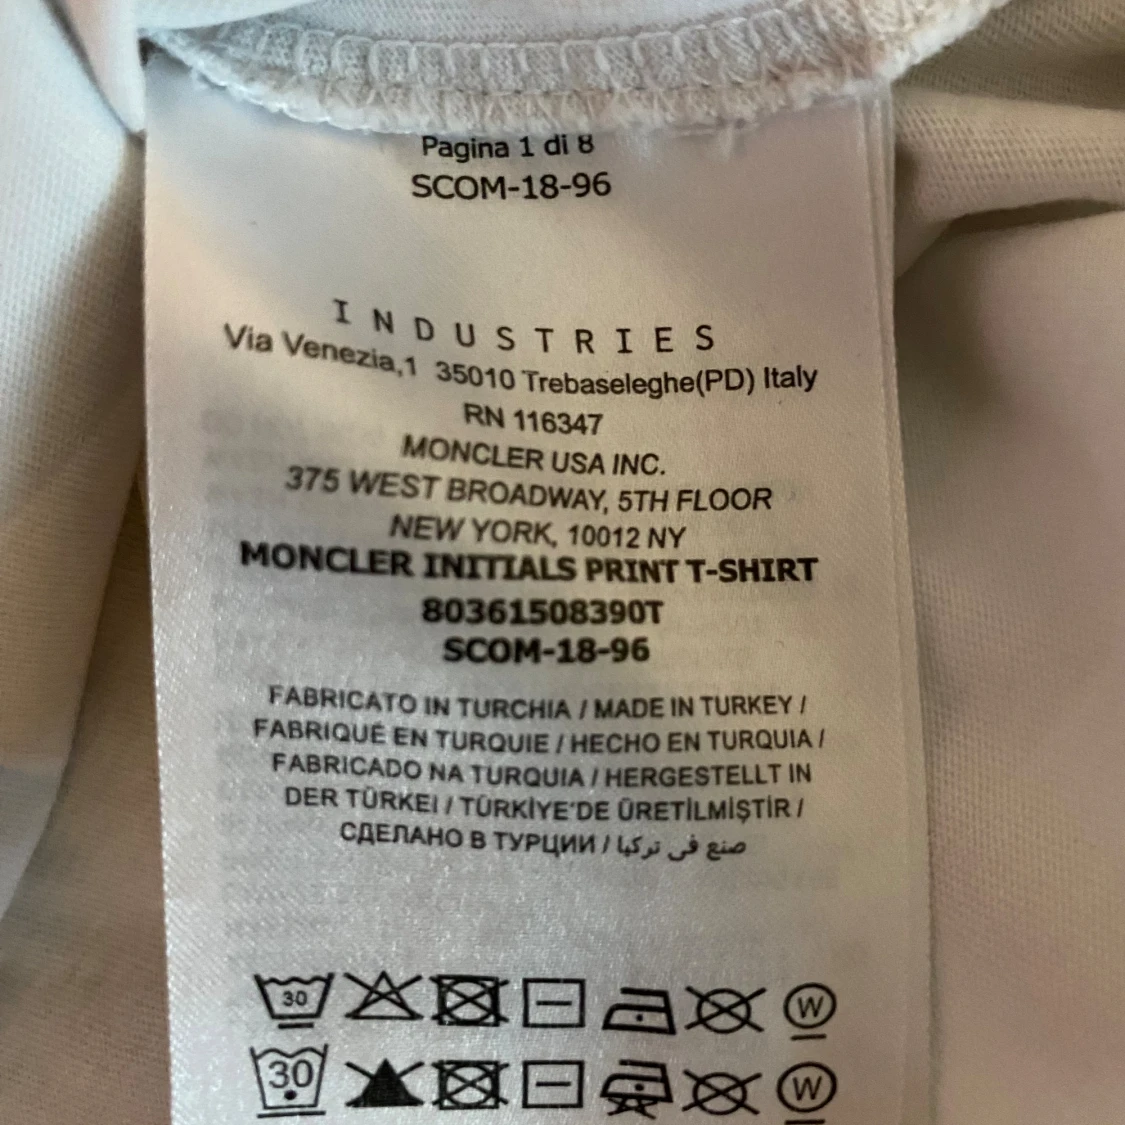 Pagina 1 di 8
SCOM-18-96
INDUSTRIES
Via Venezia,1 35010 Trebaseleghe(PD) Italy
RN 116347
MONCLER USA INC.
375 WEST BROADWAY, 5TH FLOOR
NEW YORK, 10012 NY
MONCLER INITIALS PRINT T-SHIRT
80361508390T
SCOM-18-96
FABRICATO IN TURCHIA / MADE IN TURKEY /
FABRIQUÉ EN TURQUIE / HECHO EN TURQUIA /
FABRICADO NA TURQUIA / HERGESTELLT IN
DER TÜRKEI / TÜRKİYE'DE ÜRETİLMİŞTİR /
СДЕЛАНО В ТУРЦИИ / صنع في تركيا
30 W
30 W